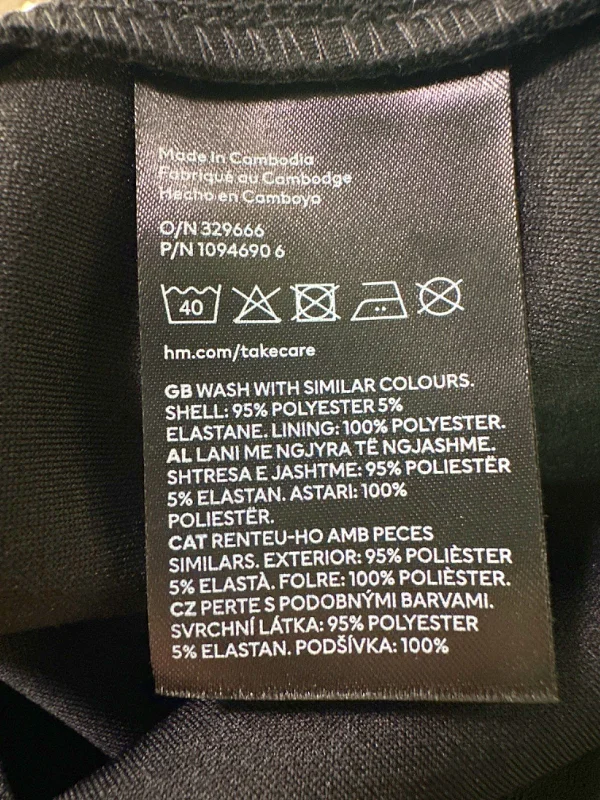 Made in Cambodia
Fabriqué au Cambodge
Hecho en Camboya
O/N 329666
P/N 1094690 6
40
hm.com/takecare
GB WASH WITH SIMILAR COLOURS.
SHELL: 95% POLYESTER 5%
ELASTANE. LINING: 100% POLYESTER.
AL LANI ME NGJYRA TË NGJASHME.
SHTRESA E JASHTME: 95% POLIESTËR
5% ELASTAN. ASTARI: 100%
POLIESTËR.
CAT RENTEU-HO AMB PECES
SIMILARS. EXTERIOR: 95% POLIÈSTER
5% ELASTÀ. FOLRE: 100% POLIÈSTER.
CZ PERTE S PODOBNÝMI BARVAMI.
SVRCHNÍ LÁTKA: 95% POLYESTER
5% ELASTAN. PODŠÍVKA: 100%